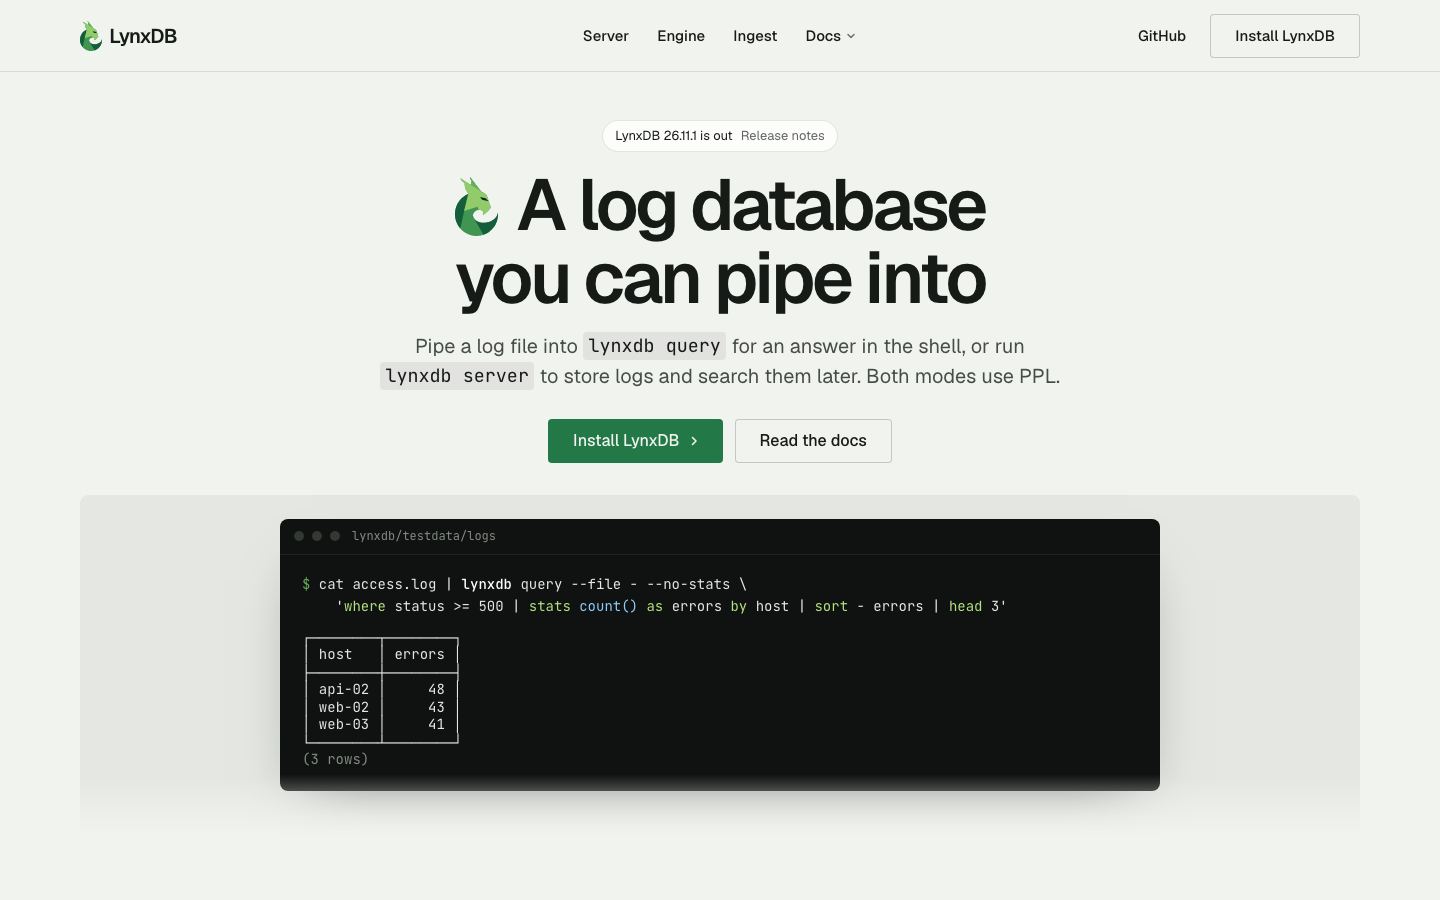 LynxDB
Server
Engine
Ingest
Docs
GitHub
Install LynxDB
LynxDB 26.11.1 is out Release notes
A log database
you can pipe into
Pipe a log file into lynxdb query for an answer in the shell, or run
lynxdb server to store logs and search them later. Both modes use PPL.
Install LynxDB
Read the docs
lynxdb/testdata/logs
$ cat access.log | lynxdb query --file - --no-stats \
'where status >= 500 | stats count() as errors by host | sort - errors | head 3'
host errors
api-02 48
web-02 43
web-03 41
(3 rows)